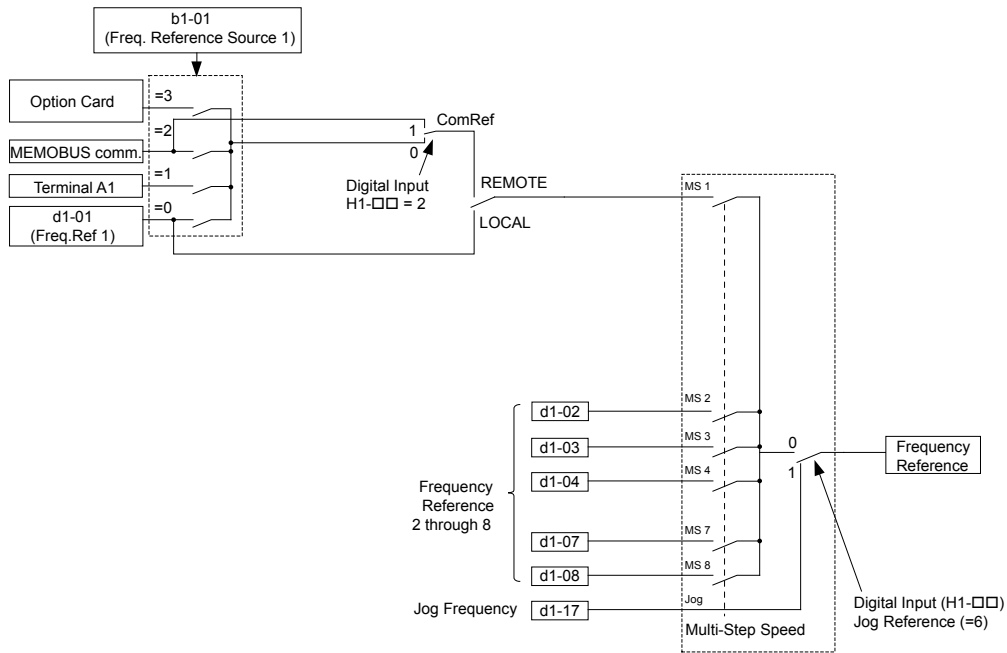 b1-01
(Freq. Reference Source 1)
Option Card
=3
=2
MEMOBUS comm.
=1
Terminal A1
=0
d1-01
(Freq.Ref 1)
ComRef
1
0
Digital Input
H1-□□ = 2
REMOTE
LOCAL
MS 1
MS 2
d1-02
MS 3
d1-03
MS 4
d1-04
Frequency
Reference
2 through 8
MS 7
d1-07
MS 8
d1-08
Jog
Jog Frequency
d1-17
Multi-Step Speed
0
1
Frequency
Reference
Digital Input (H1-□□)
Jog Reference (=6)